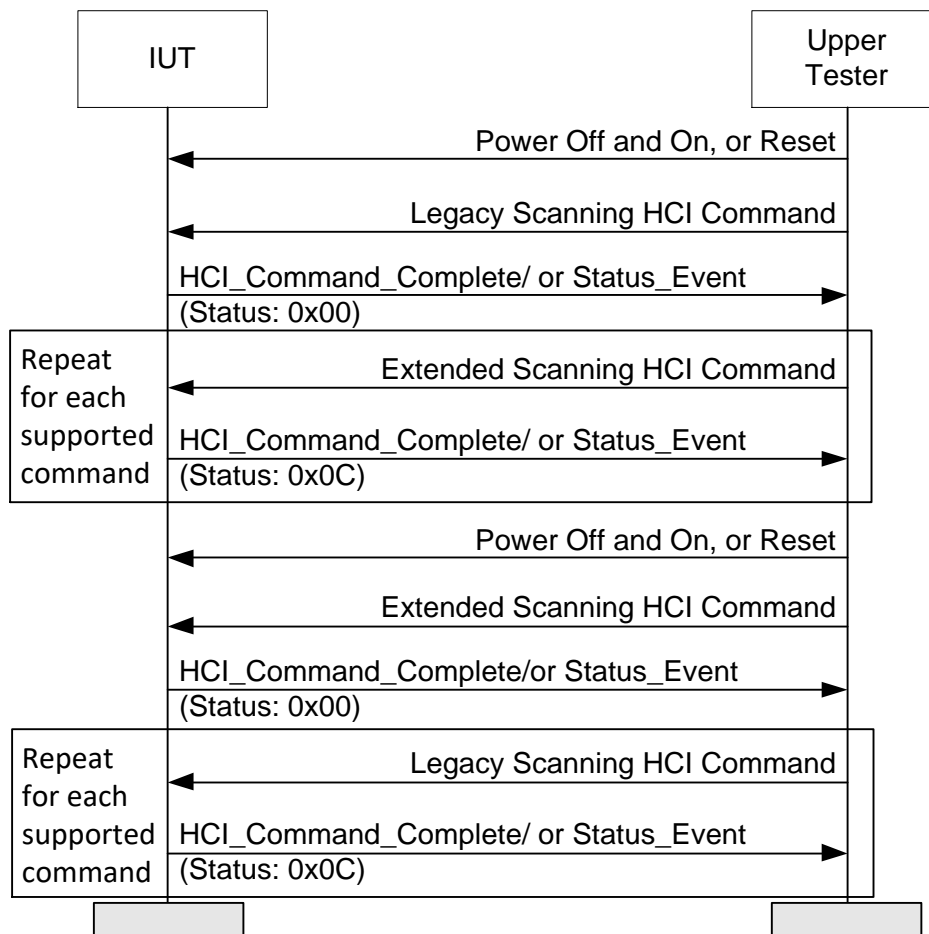 IUT
Upper
Tester
Power Off and On, or Reset
Legacy Scanning HCI Command
HCI_Command_Complete/ or Status_Event
(Status: 0x00)
Repeat
for each
supported
command
Extended Scanning HCI Command
HCI_Command_Complete/ or Status_Event
(Status: 0x0C)
Power Off and On, or Reset
Extended Scanning HCI Command
HCI_Command_Complete/or Status_Event
(Status: 0x00)
Repeat
for each
supported
command
Legacy Scanning HCI Command
HCI_Command_Complete/ or Status_Event
(Status: 0x0C)